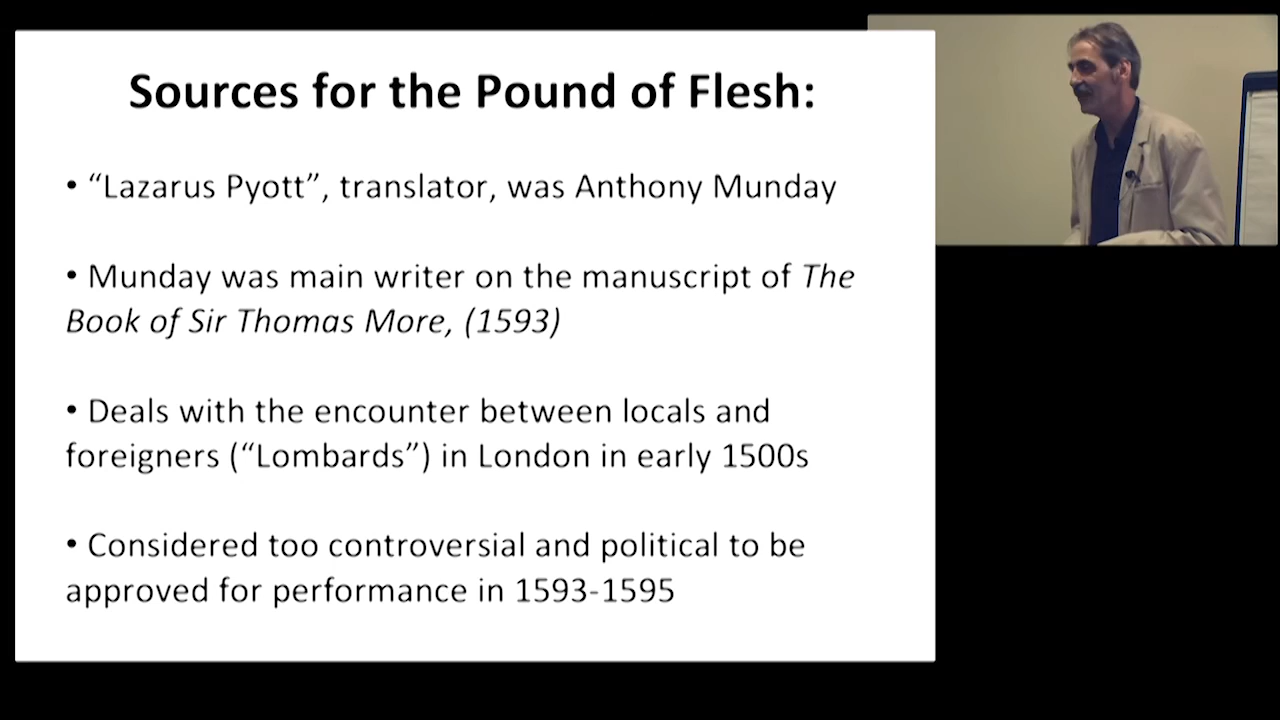 Sources for the Pound of Flesh:
• “Lazarus Pyott”, translator, was Anthony Munday
• Munday was main writer on the manuscript of The
Book of Sir Thomas More, (1593)
• Deals with the encounter between locals and
foreigners (“Lombards”) in London in early 1500s
• Considered too controversial and political to be
approved for performance in 1593-1595